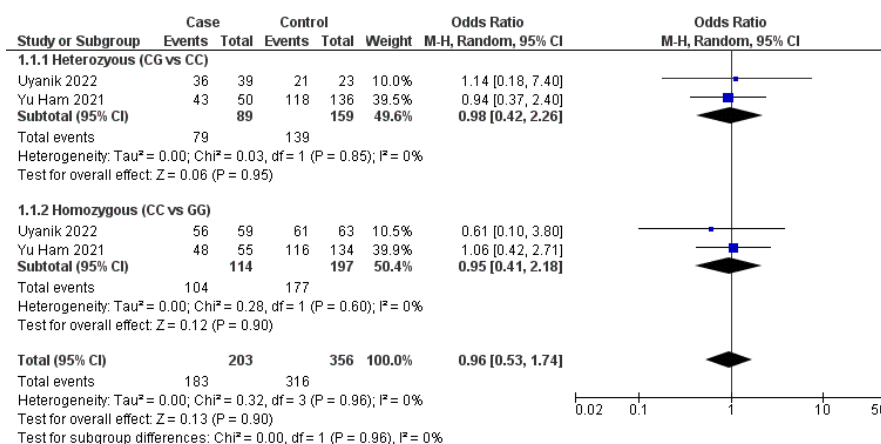 Case Control Odds Ratio Odds Ratio
Study or Subgroup Events Total Events Total Weight M-H, Random, 95% CI M-H, Random, 95% CI
1.1.1 Heterozyous (CG vs CC)
Uyanik 2022 36 39 21 23 10.0% 1.14 [0.18, 7.40]
Yu Ham 2021 43 50 118 136 39.5% 0.94 [0.37, 2.40]
Subtotal (95% CI) 89 159 49.6% 0.98 [0.42, 2.26]
Total events 79 139
Heterogeneity: Tau² = 0.00; Chi² = 0.03, df = 1 (P = 0.85); I² = 0%
Test for overall effect: Z = 0.06 (P = 0.95)
1.1.2 Homozygous (CC vs GG)
Uyanik 2022 56 59 61 63 10.5% 0.61 [0.10, 3.80]
Yu Ham 2021 48 55 116 134 39.9% 1.06 [0.42, 2.71]
Subtotal (95% CI) 114 197 50.4% 0.95 [0.41, 2.18]
Total events 104 177
Heterogeneity: Tau² = 0.00; Chi² = 0.28, df = 1 (P = 0.60); I² = 0%
Test for overall effect: Z = 0.12 (P = 0.90)
Total (95% CI) 203 356 100.0% 0.96 [0.53, 1.74]
Total events 183 316
Heterogeneity: Tau² = 0.00; Chi² = 0.32, df = 3 (P = 0.96); I² = 0%
Test for overall effect: Z = 0.13 (P = 0.90)
Test for subgroup differences: Chi² = 0.00, df = 1 (P = 0.96), I² = 0%
0.02 0.1 1 10 50